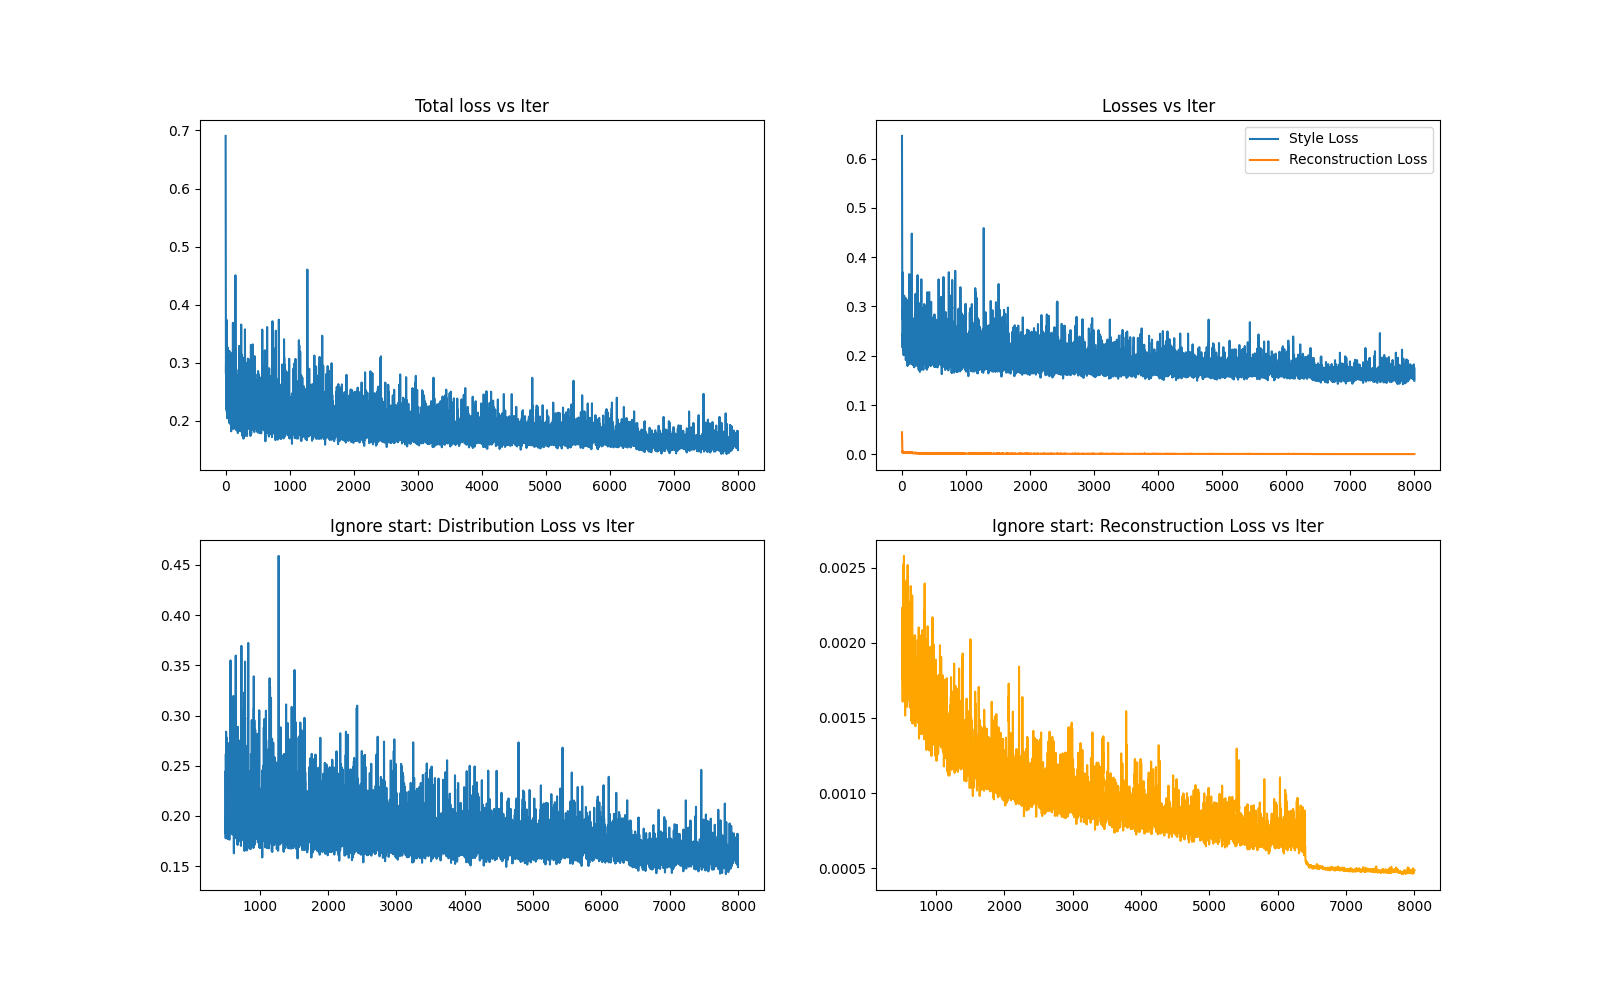 Total loss vs Iter
0.7
0.6
0.5
0.4
0.3
0.2
0 1000 2000 3000 4000 5000 6000 7000 8000
Losses vs Iter
Style Loss
Reconstruction Loss
0.6
0.5
0.4
0.3
0.2
0.1
0.0
0 1000 2000 3000 4000 5000 6000 7000 8000
Ignore start: Distribution Loss vs Iter
0.45
0.40
0.35
0.30
0.25
0.20
0.15
1000 2000 3000 4000 5000 6000 7000 8000
Ignore start: Reconstruction Loss vs Iter
0.0025
0.0020
0.0015
0.0010
0.0005
1000 2000 3000 4000 5000 6000 7000 8000